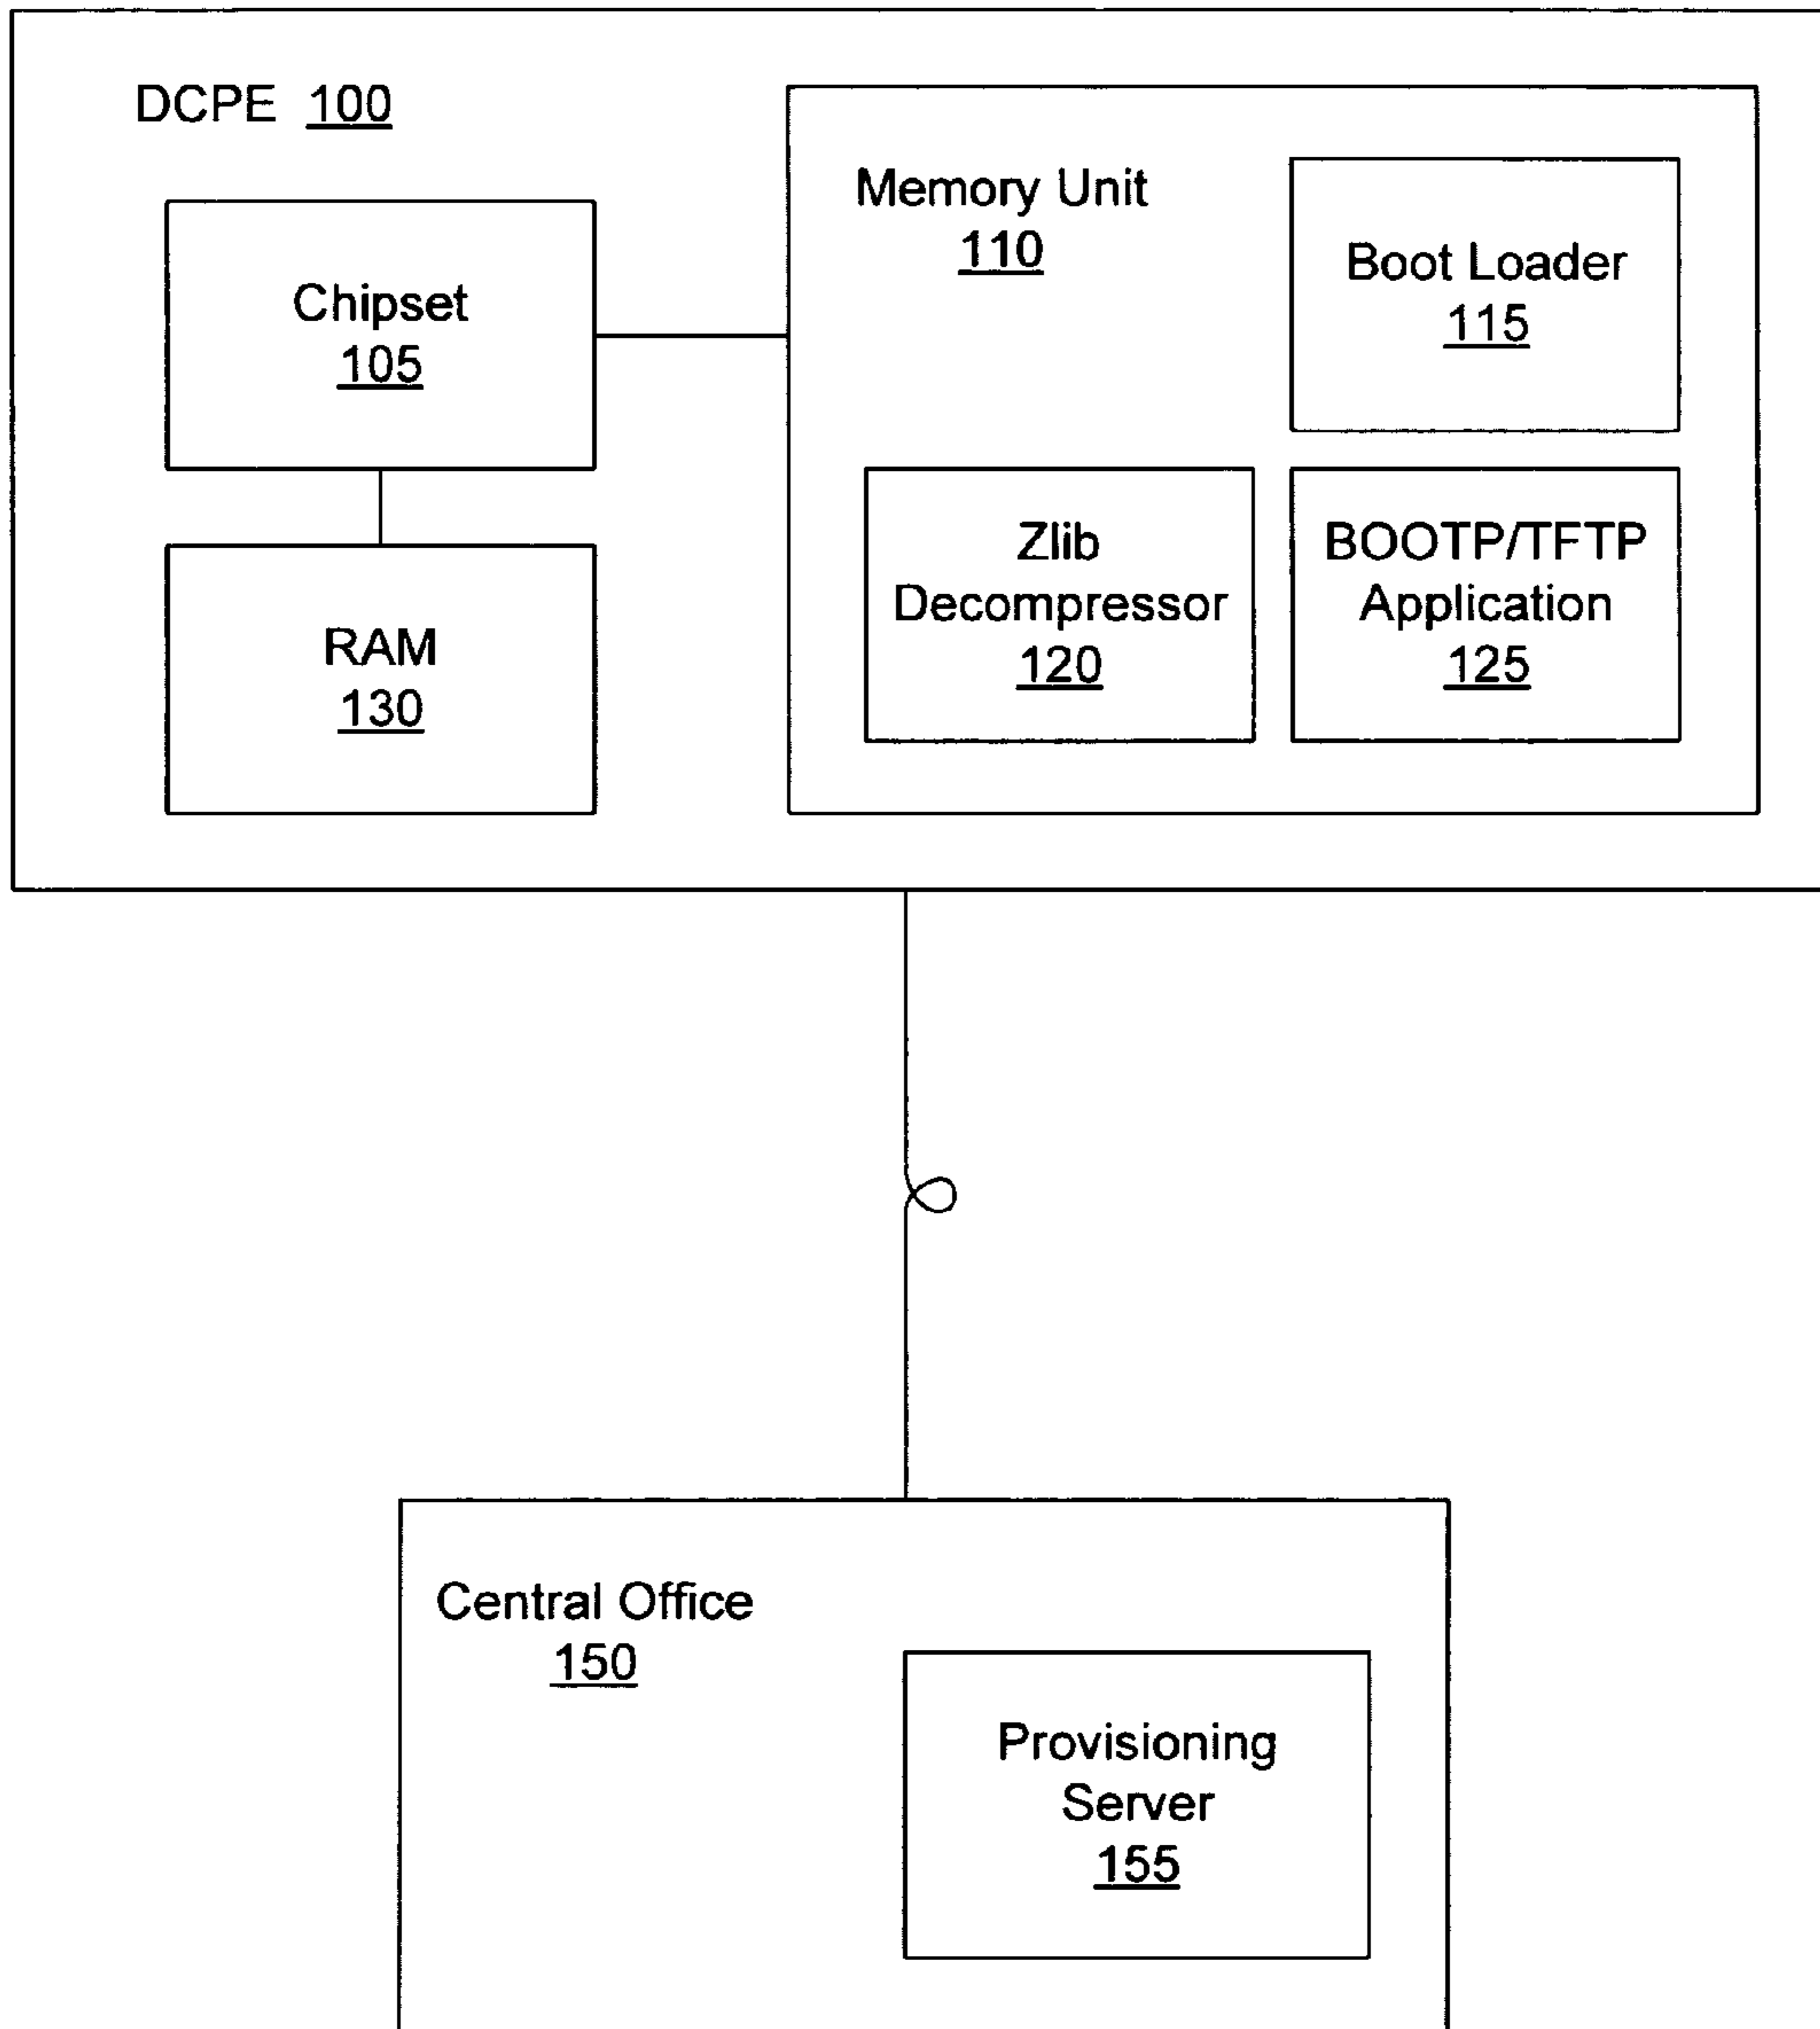 DCPE 100
Chipset
105
RAM
130
Memory Unit
110
Boot Loader
115
Zlib
Decompressor
120
BOOTP/TFTP
Application
125
Central Office
150
Provisioning
Server
155